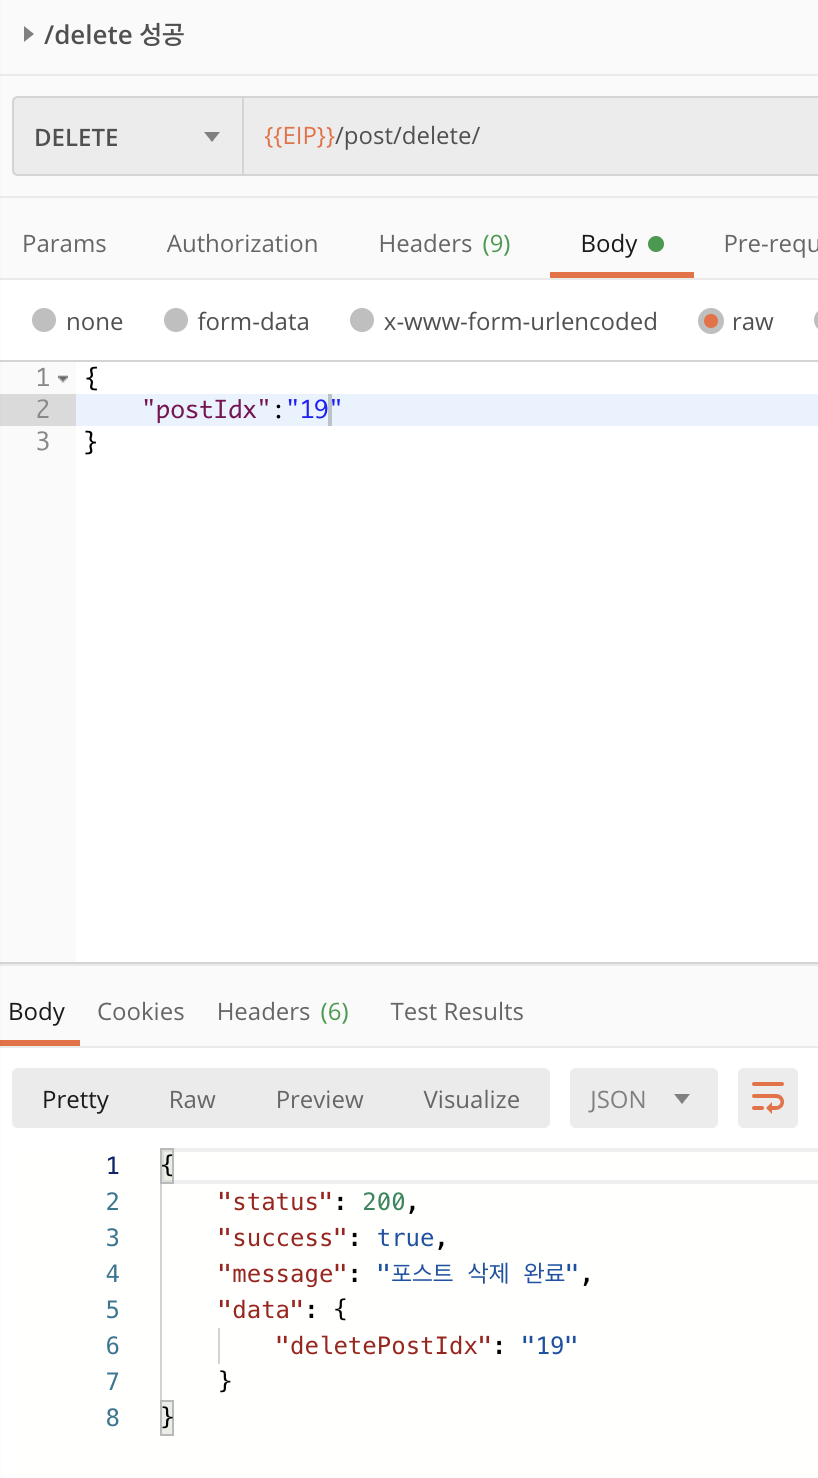 /delete 성공
DELETE {{EIP}}/post/delete/
Params Authorization Headers (9) Body Pre-requ
none form-data x-www-form-urlencoded raw
1 {
2 "postIdx":"19"
3 }
Body Cookies Headers (6) Test Results
Pretty Raw Preview Visualize JSON
1 {
2 "status": 200,
3 "success": true,
4 "message": "포스트 삭제 완료",
5 "data": {
6 "deletePostIdx": "19"
7 }
8 }